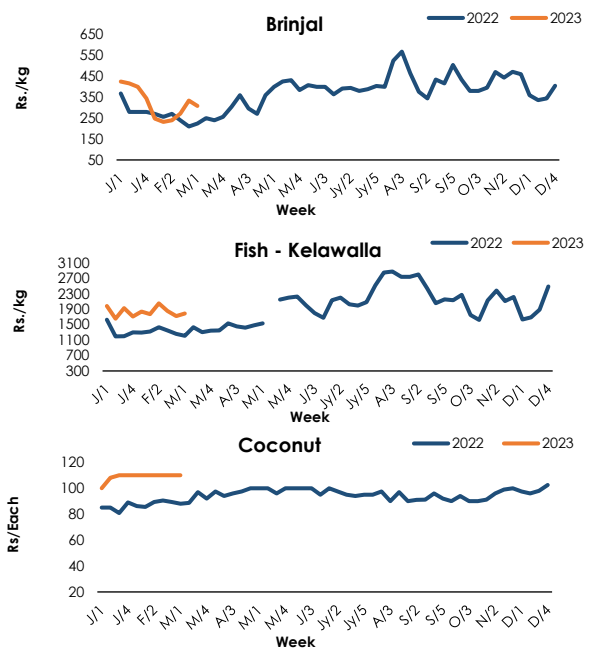 Brinjal
2022 2023
Rs./kg
650
550
450
350
250
150
50
J/1 J/4 F/2 M/1 M/4 A/3 M/1 M/4 J/3 Jy/2 Jy/5 A/3 S/2 S/5 O/3 N/2 D/1 D/4
Week
Fish - Kelawalla
2022 2023
Rs./kg
3100
2700
2300
1900
1500
1100
700
300
J/1 J/4 F/2 M/1 M/4 A/3 M/1 M/4 J/3 Jy/2 Jy/5 A/3 S/2 S/5 O/3 N/2 D/1 D/4
Week
Coconut
2022 2023
Rs/Each
120
100
80
60
40
20
J/1 J/4 F/2 M/1 M/4 A/3 M/1 M/4 J/3 Jy/2 Jy/5 A/3 S/2 S/5 O/3 N/2 D/1 D/4
Week